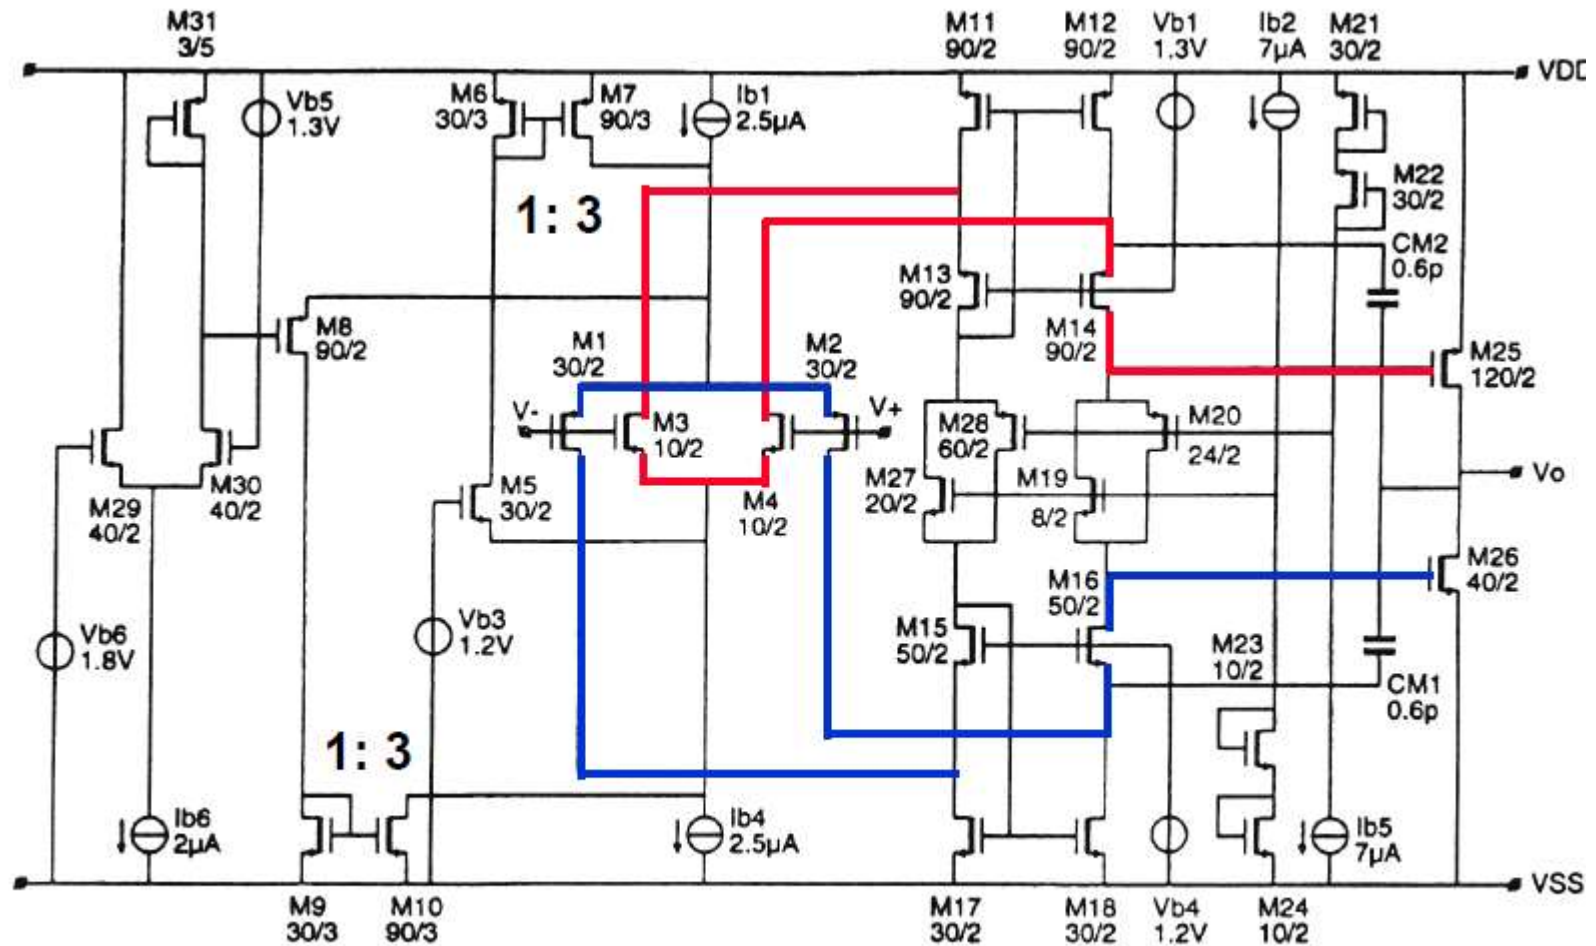 M31
3/5
M11
90/2
M12
90/2
Vb1
1.3V
Ib2
7µA
M21
30/2
VDD
Vb5
1.3V
M6
30/3
M7
90/3
Ib1
2.5µA
M22
30/2
1: 3
CM2
0.6p
M13
90/2
M8
90/2
M14
90/2
M1
30/2
M2
30/2
M25
120/2
V-
V+
M3
10/2
M28
60/2
M20
24/2
M29
40/2
M30
40/2
M5
30/2
M4
10/2
M27
20/2
M19
8/2
Vo
M16
50/2
M26
40/2
Vb6
1.8V
Vb3
1.2V
M15
50/2
M23
10/2
CM1
0.6p
1: 3
Ib6
2µA
Ib4
2.5µA
Ib5
7µA
VSS
M9
30/3
M10
90/3
M17
30/2
M18
30/2
Vb4
1.2V
M24
10/2